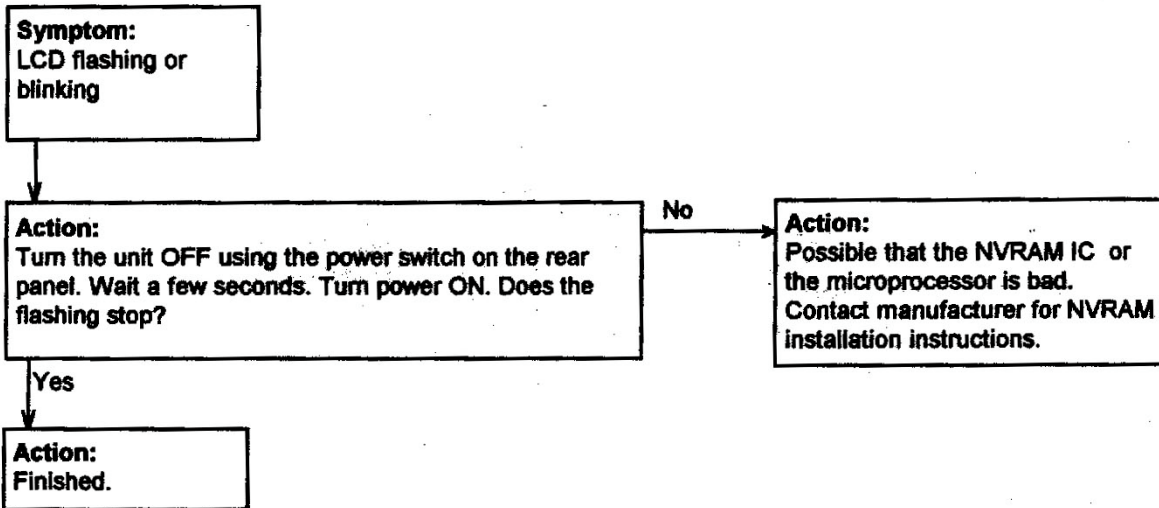 Symptom:
LCD flashing or
blinking
Action:
Turn the unit OFF using the power switch on the rear
panel. Wait a few seconds. Turn power ON. Does the
flashing stop?
No
Action:
Possible that the NVRAM IC or
the microprocessor is bad.
Contact manufacturer for NVRAM
installation instructions.
Yes
Action:
Finished.